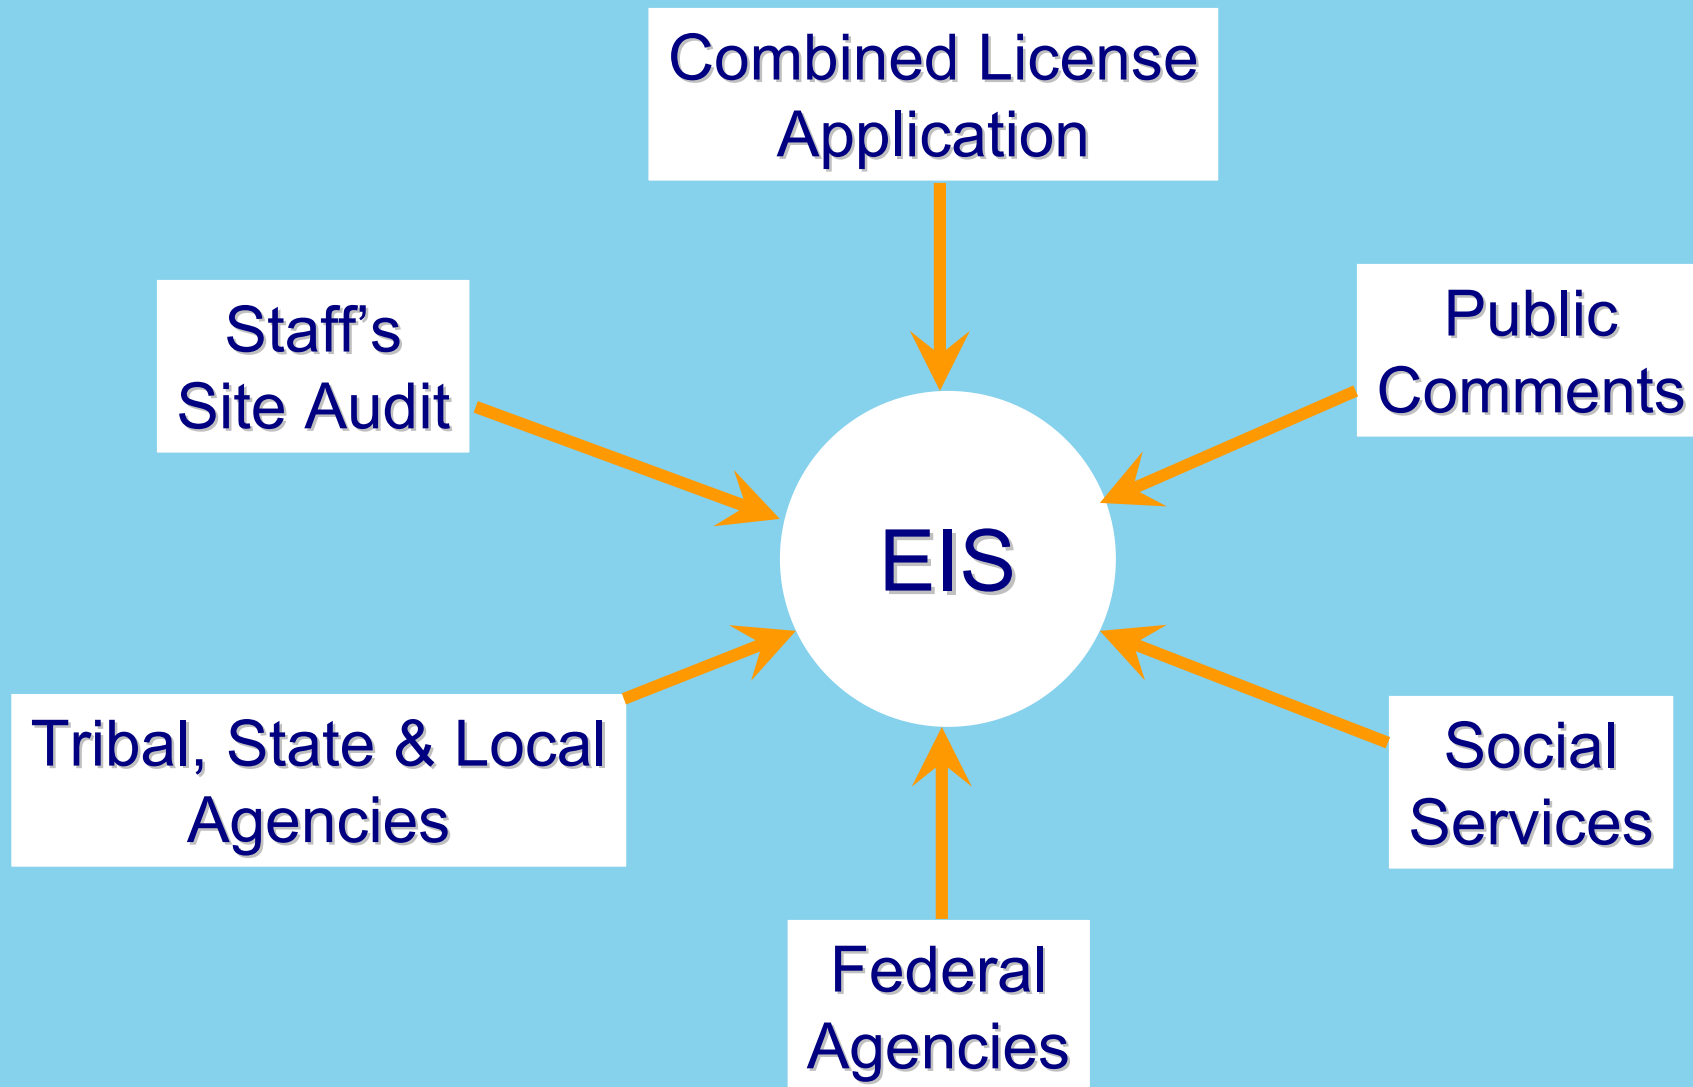 Combined License
Application
Staff’s
Site Audit
Public
Comments
EIS
Tribal, State & Local
Agencies
Social
Services
Federal
Agencies